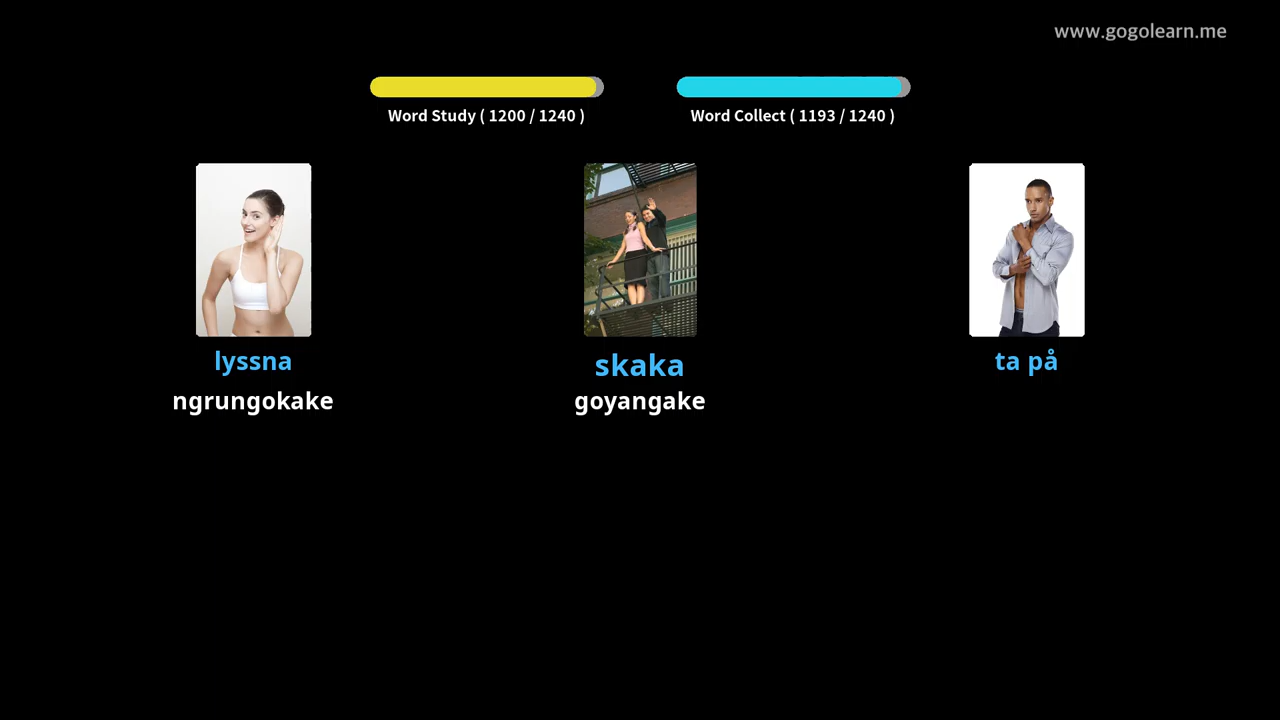 www.gogolearn.me
Word Study ( 1200 / 1240 )
Word Collect ( 1193 / 1240 )
lyssna
skaka
ta på
ngrungokake
goyangake